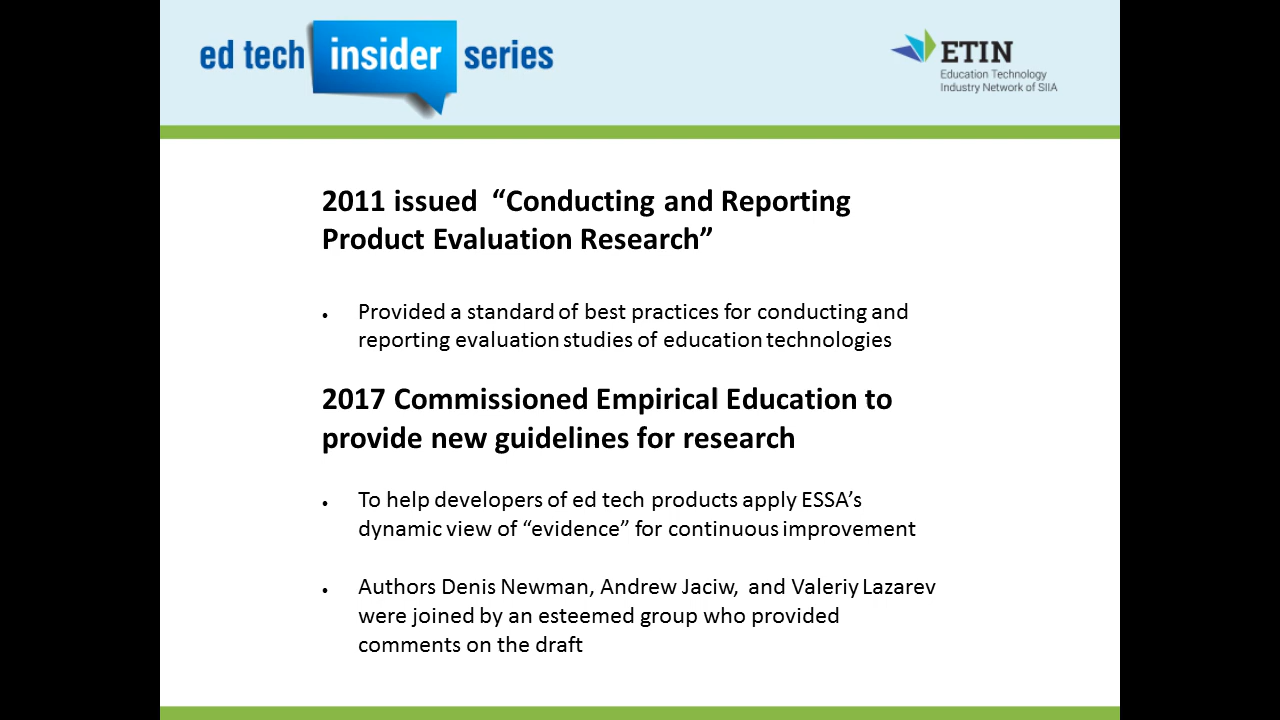 ed tech insider series
ETIN
Education Technology
Industry Network of SIIA
2011 issued  “Conducting and Reporting
Product Evaluation Research”
• Provided a standard of best practices for conducting and
reporting evaluation studies of education technologies
2017 Commissioned Empirical Education to
provide new guidelines for research
• To help developers of ed tech products apply ESSA’s
dynamic view of “evidence” for continuous improvement
• Authors Denis Newman, Andrew Jaciw,  and Valeriy Lazarev
were joined by an esteemed group who provided
comments on the draft